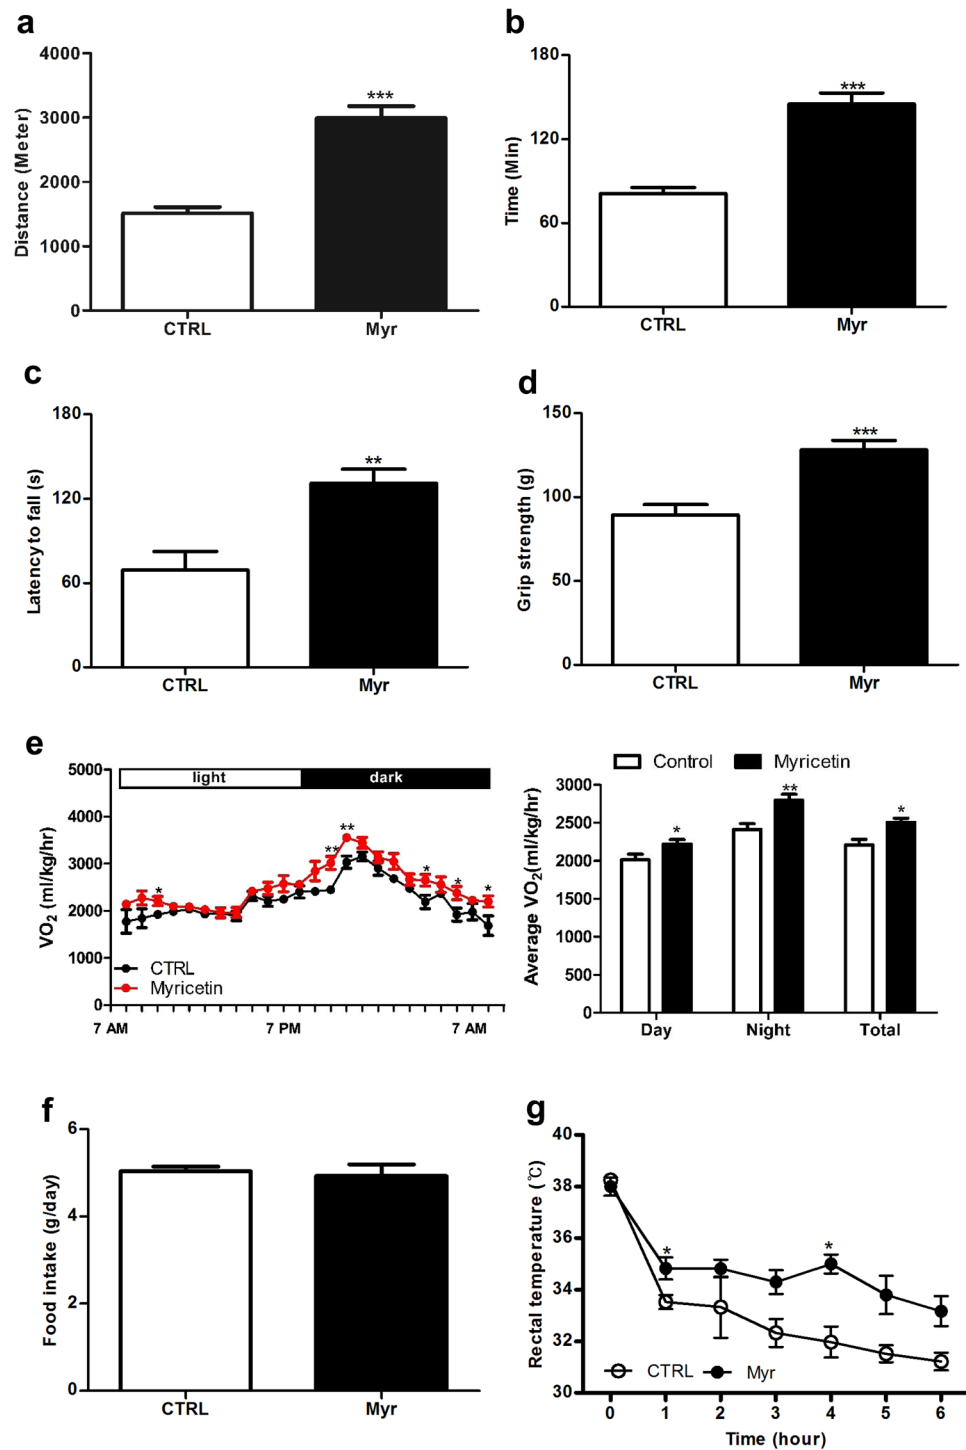 a
4000
3000
2000
1000
0
Distance (Meter)
***
CTRL
Myr
b
180
120
60
0
Time (Min)
***
CTRL
Myr
c
180
120
60
0
Latency to fall (s)
**
CTRL
Myr
d
150
100
50
0
Grip strength (g)
***
CTRL
Myr
e
5000
4000
3000
2000
1000
0
VO2 (ml/kg/hr)
light
dark
*
**
**
*
*
*
CTRL
Myricetin
7 AM
7 PM
7 AM
Control
Myricetin
3000
2500
2000
1500
1000
500
0
Average VO2(ml/kg/hr)
*
**
*
Day
Night
Total
f
6
4
2
0
Food intake (g/day)
CTRL
Myr
g
40
38
36
34
32
30
Rectal temperature (℃)
*
*
CTRL
Myr
0 1 2 3 4 5 6
Time (hour)